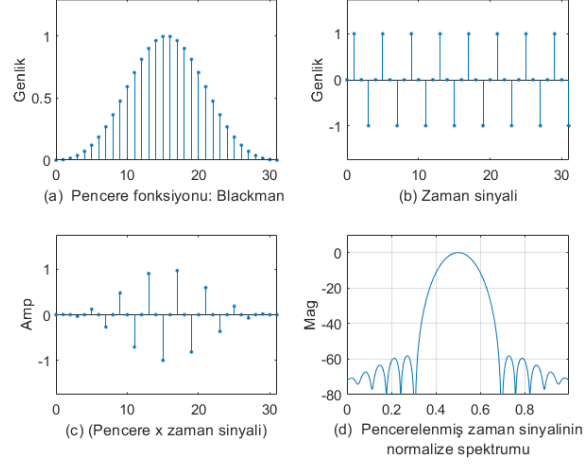 Genlik
1
0.5
0
0 10 20 30
(a) Pencere fonksiyonu: Blackman
Genlik
1
0
-1
0 10 20 30
(b) Zaman sinyali
Amp
1
0
-1
0 10 20 30
(c) (Pencere x zaman sinyali)
Mag
0
-20
-40
-60
-80
0 0.2 0.4 0.6 0.8
(d) Pencerelenmiş zaman sinyalinin
normalize spektrumu